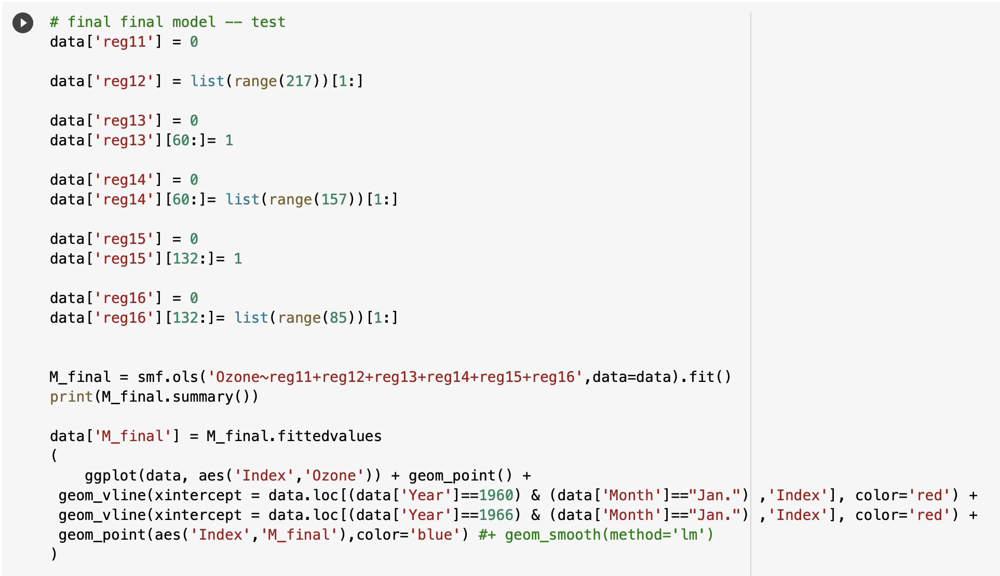 # final final model -- test
data['reg11'] = 0
data['reg12'] = list(range(217))[1:]
data['reg13'] = 0
data['reg13'][60:]= 1
data['reg14'] = 0
data['reg14'][60:]= list(range(157))[1:]
data['reg15'] = 0
data['reg15'][132:]= 1
data['reg16'] = 0
data['reg16'][132:]= list(range(85))[1:]
M_final = smf.ols('Ozone~reg11+reg12+reg13+reg14+reg15+reg16',data=data).fit()
print(M_final.summary())
data['M_final'] = M_final.fittedvalues
(
    ggplot(data, aes('Index','Ozone')) + geom_point() +
 geom_vline(xintercept = data.loc[(data['Year']==1960) & (data['Month']=="Jan.") ,'Index'], color='red') +
 geom_vline(xintercept = data.loc[(data['Year']==1966) & (data['Month']=="Jan.") ,'Index'], color='red') +
 geom_point(aes('Index','M_final'),color='blue') #+ geom_smooth(method='lm')
)